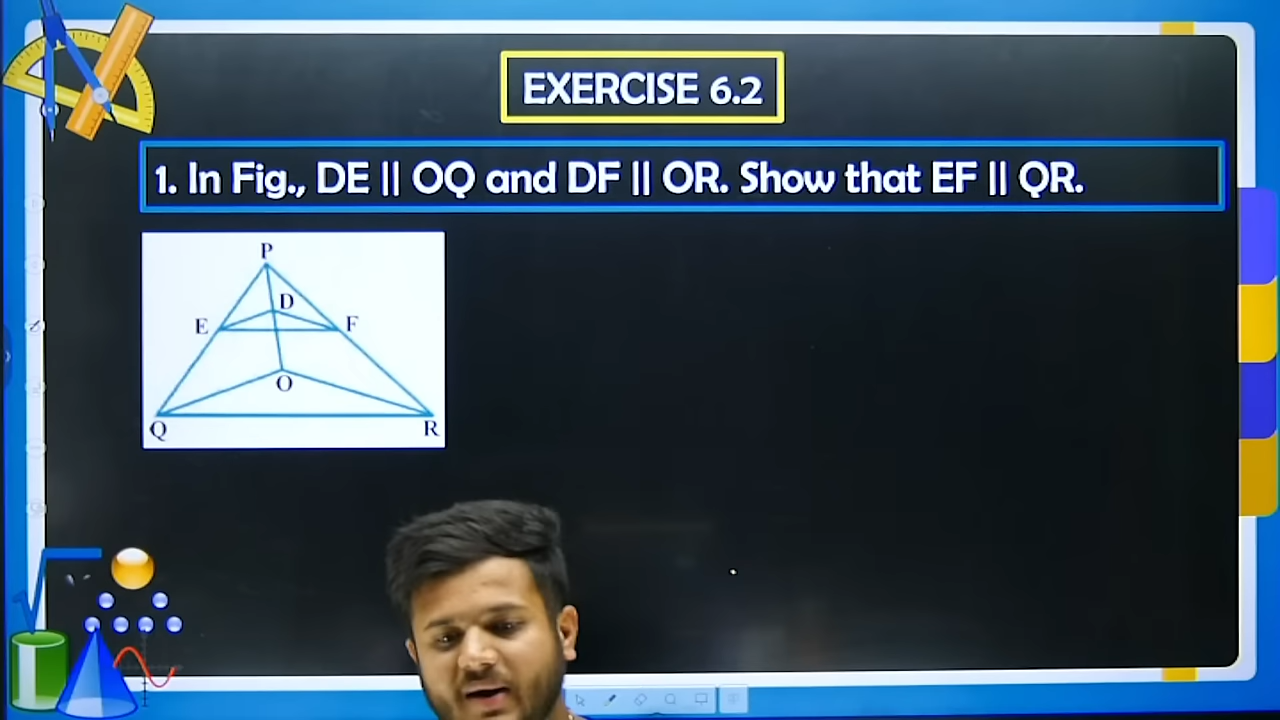 EXERCISE 6.2
1. In Fig., DE || OQ and DF || OR. Show that EF || QR.
P
D
E
F
O
Q
R